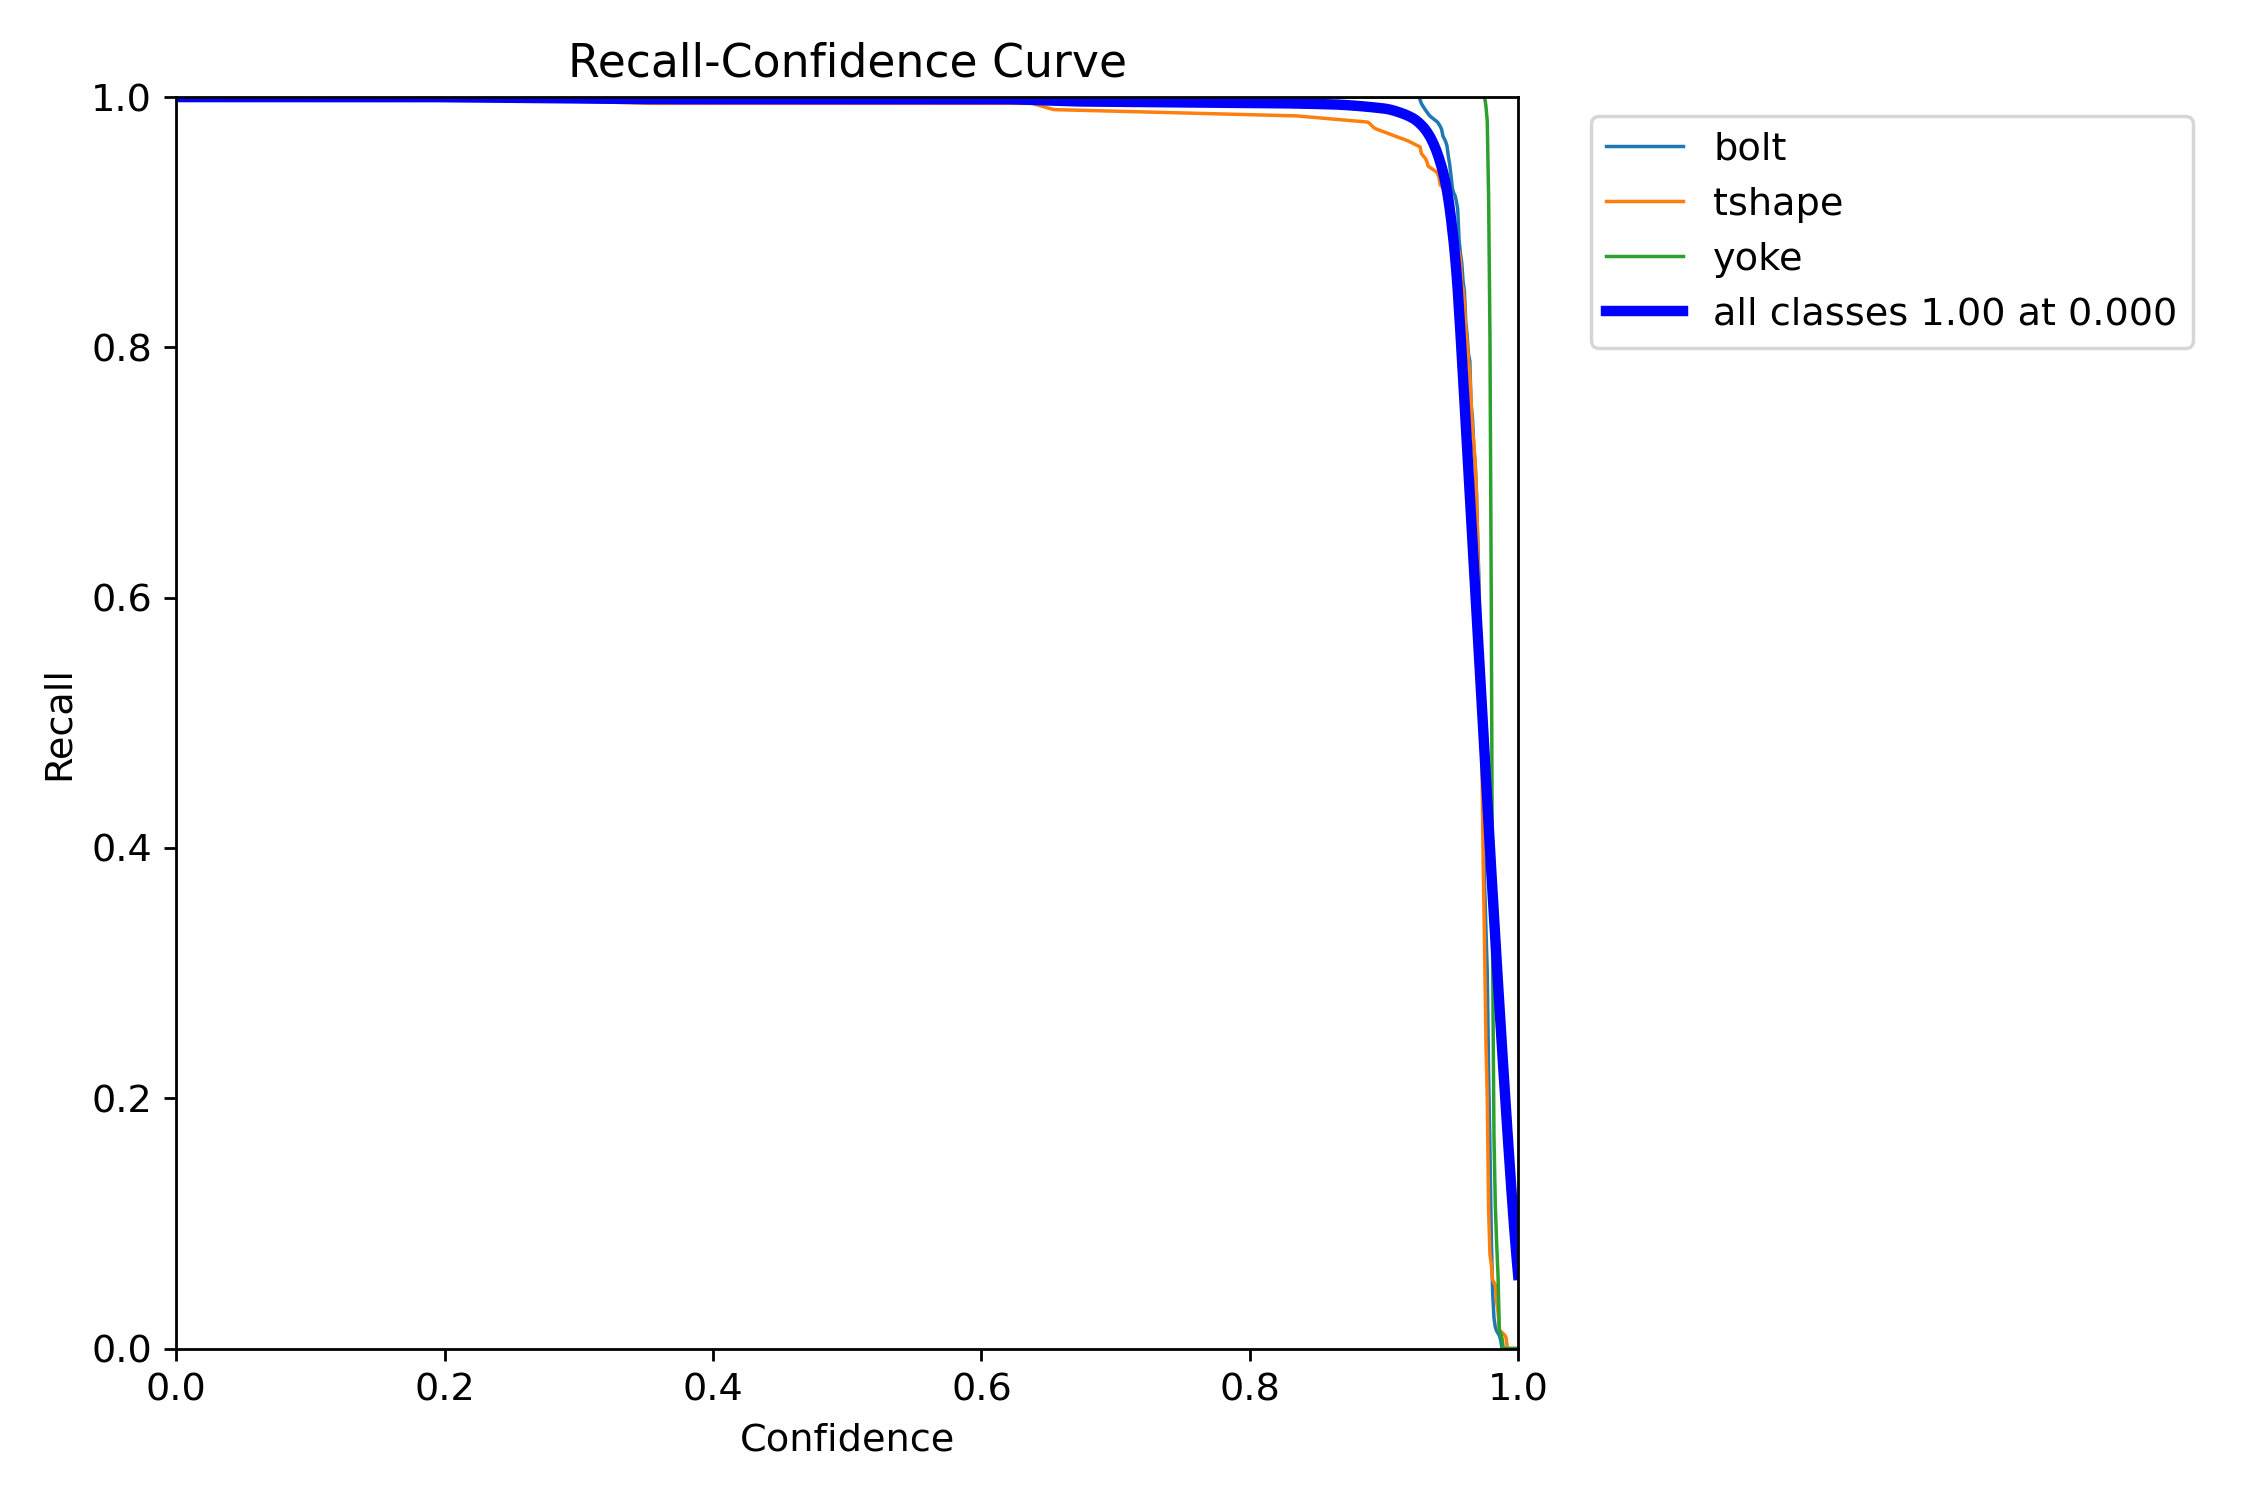 Recall-Confidence Curve
1.0
0.8
0.6
0.4
0.2
0.0
Recall
0.0 0.2 0.4 0.6 0.8 1.0
Confidence
bolt
tshape
yoke
all classes 1.00 at 0.000